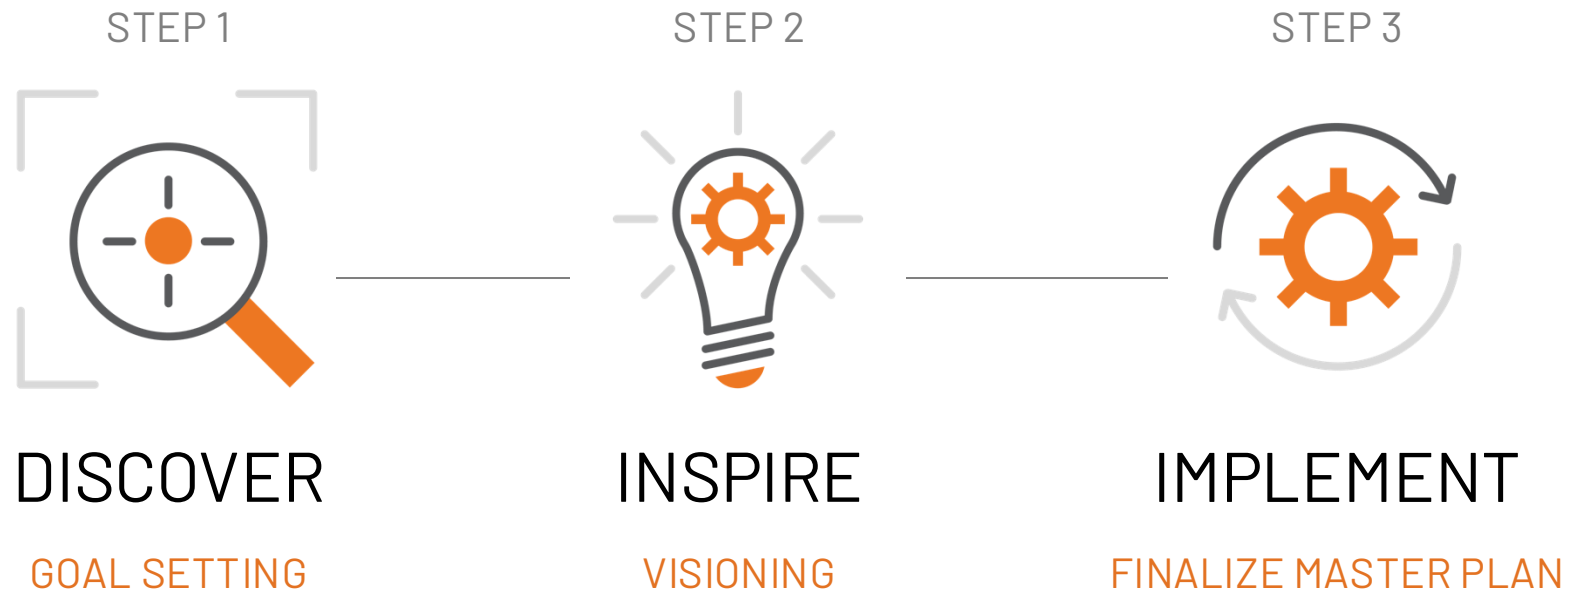 STEP 1
STEP 2
STEP 3
DISCOVER
INSPIRE
IMPLEMENT
GOAL SETTING
VISIONING
FINALIZE MASTER PLAN